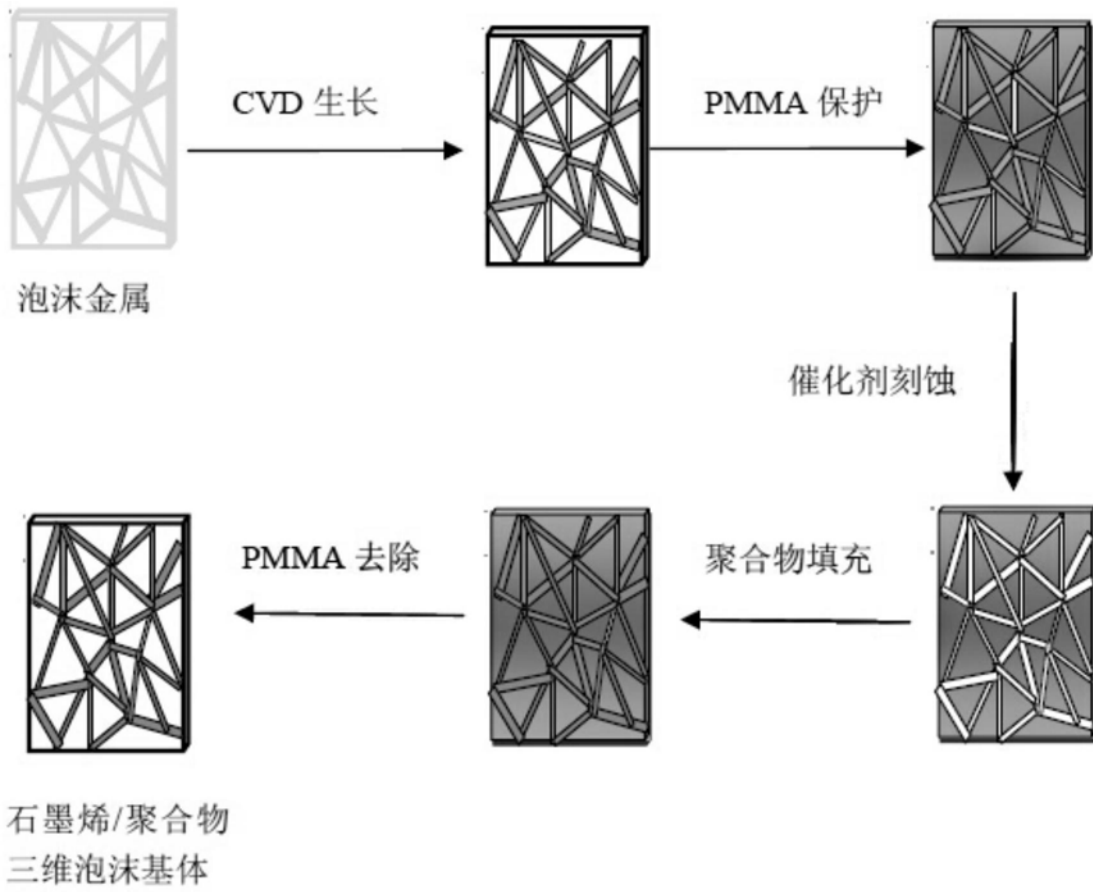 CVD 生长
PMMA 保护
泡沫金属
催化剂刻蚀
聚合物填充
PMMA 去除
石墨烯/聚合物
三维泡沫基体